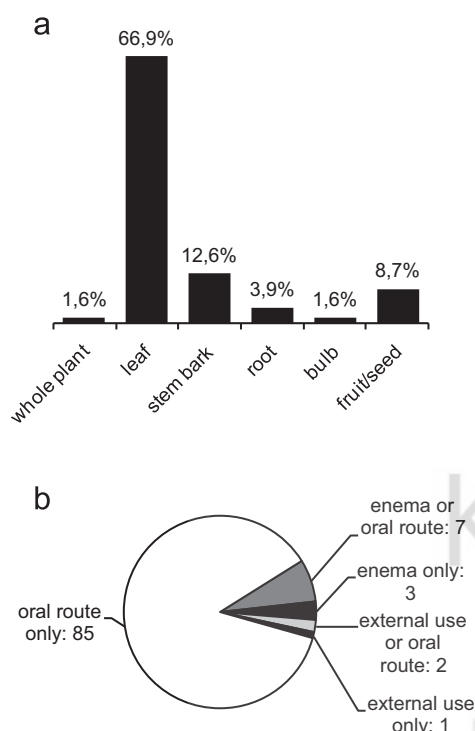 a
66,9%
12,6%
8,7%
3,9%
1,6%
1,6%
whole plant
leaf
stem bark
root
bulb
fruit/seed
b
enema or
oral route: 7
enema only:
3
external use
or oral
route: 2
external use
only: 1
oral route
only: 85
k